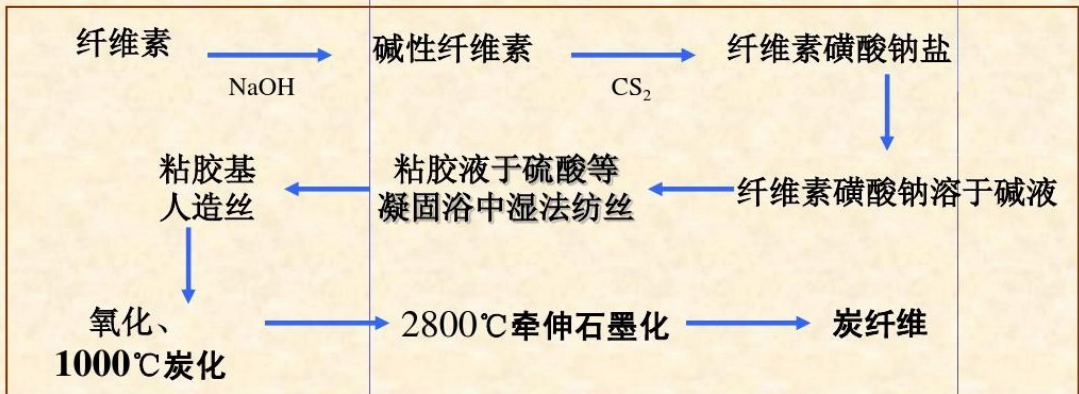 纤维素
NaOH
碱性纤维素
CS₂
纤维素磺酸钠盐
纤维素磺酸钠溶于碱液
粘胶液于硫酸等
凝固浴中湿法纺丝
粘胶基
人造丝
氧化、
1000℃炭化
2800℃牵伸石墨化
炭纤维